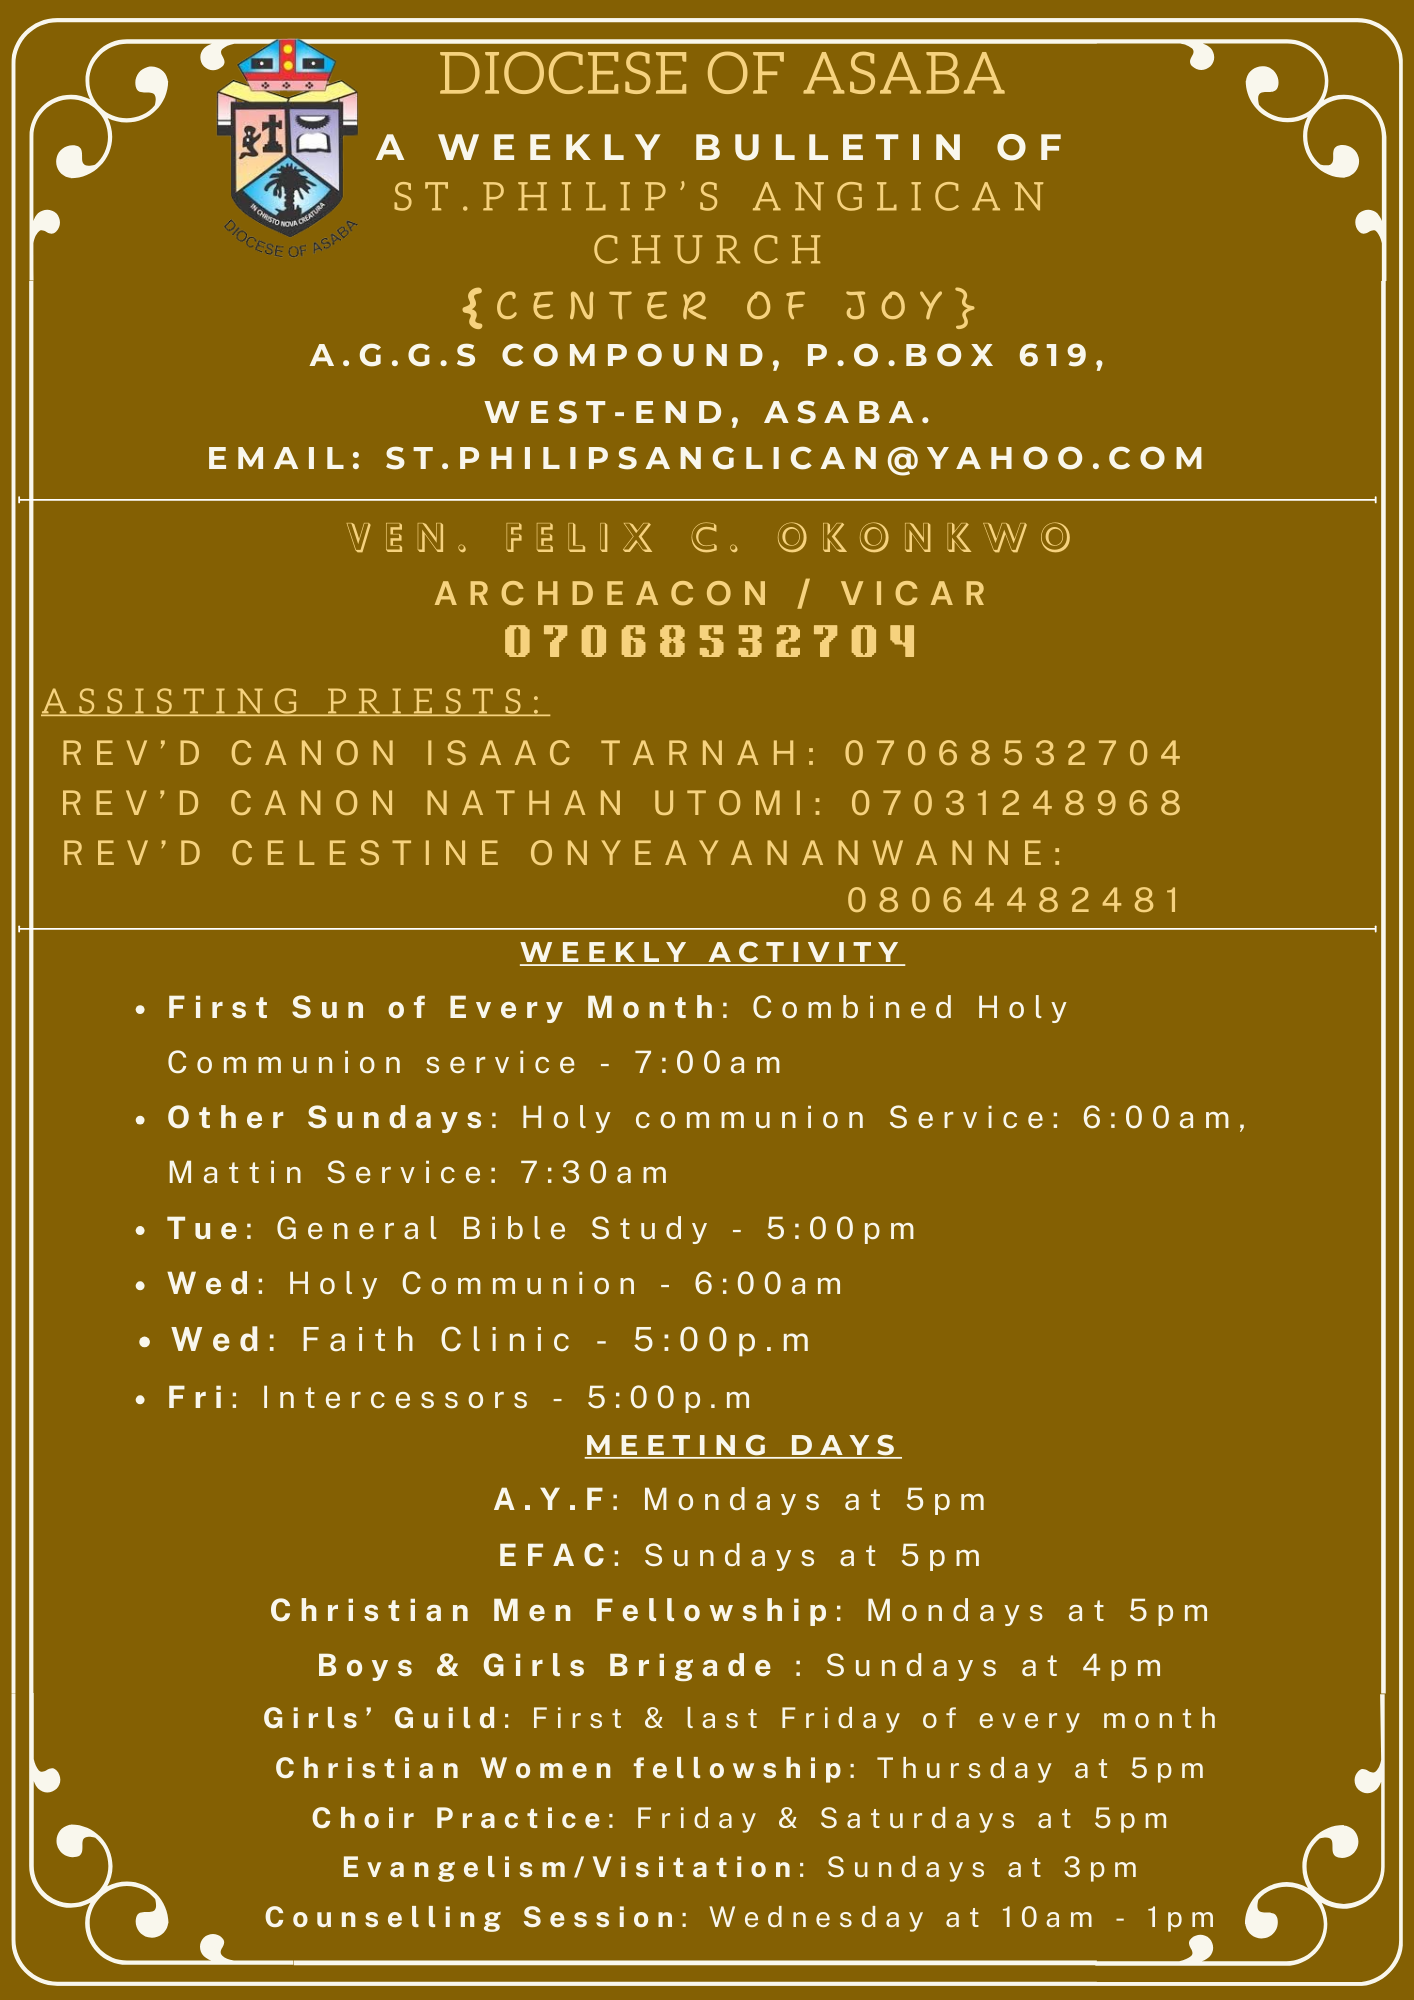 DIOCESE OF ASABA
A WEEKLY BULLETIN OF
ST.PHILIP’S ANGLICAN
CHURCH
{CENTER OF JOY}
A.G.G.S COMPOUND, P.O.BOX 619,
WEST-END, ASABA.
EMAIL: ST.PHILIPSANGLICAN@YAHOO.COM
IN CHRISTO NOVA CREATURA
DIOCESE OF ASABA
VEN. FELIX C. OKONKWO
ARCHDEACON / VICAR
07068532704
ASSISTING PRIESTS:
REV’D CANON ISAAC TARNAH: 07068532704
REV’D CANON NATHAN UTOMI: 07031248968
REV’D CELESTINE ONYEAYANANWANNE:
08064482481
WEEKLY ACTIVITY
• First Sun of Every Month: Combined Holy
Communion service - 7:00am
• Other Sundays: Holy communion Service: 6:00am,
Mattin Service: 7:30am
• Tue: General Bible Study - 5:00pm
• Wed: Holy Communion - 6:00am
• Wed: Faith Clinic - 5:00p.m
• Fri: Intercessors - 5:00p.m
MEETING DAYS
A.Y.F: Mondays at 5pm
EFAC: Sundays at 5pm
Christian Men Fellowship: Mondays at 5pm
Boys & Girls Brigade : Sundays at 4pm
Girls’ Guild: First & last Friday of every month
Christian Women fellowship: Thursday at 5pm
Choir Practice: Friday & Saturdays at 5pm
Evangelism/Visitation: Sundays at 3pm
Counselling Session: Wednesday at 10am - 1pm